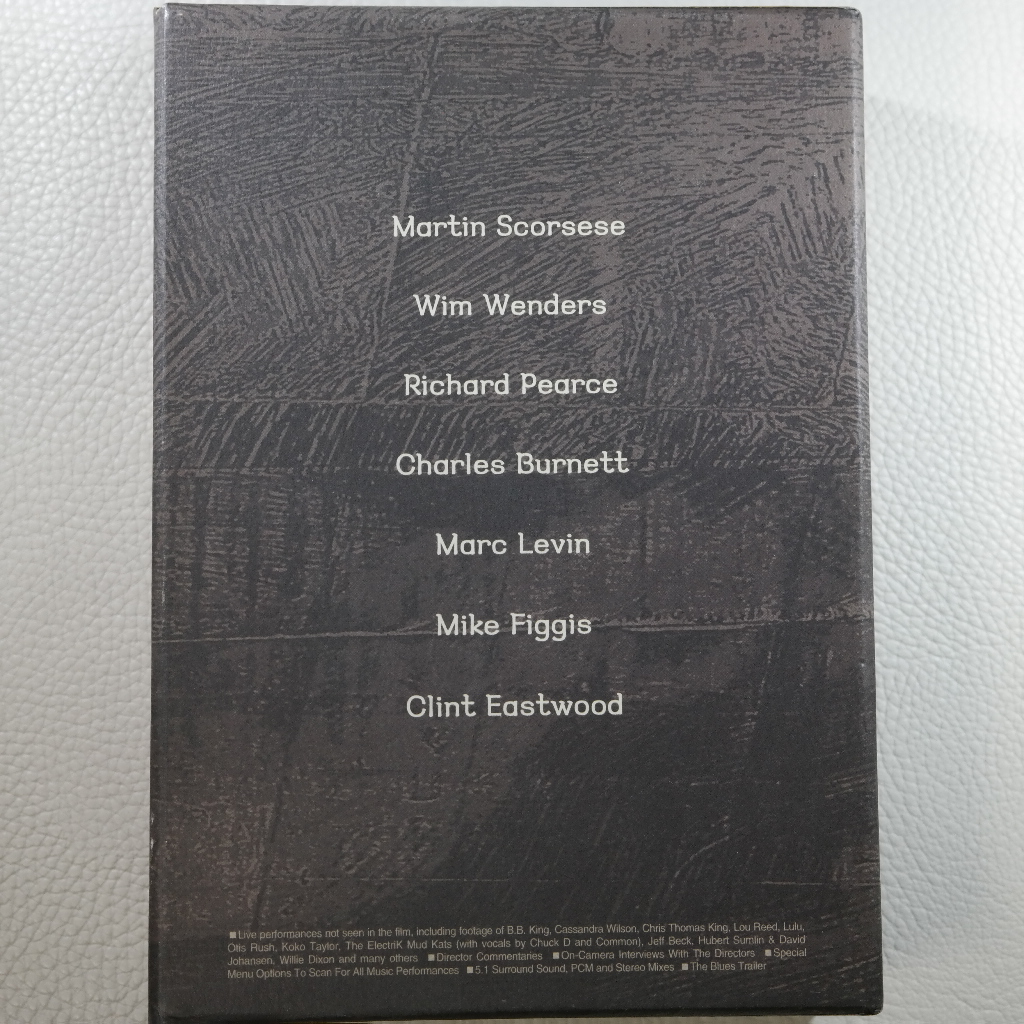 Martin Scorsese
Wim Wenders
Richard Pearce
Charles Burnett
Marc Levin
Mike Figgis
Clint Eastwood
■Live performances not seen in the film, including footage of B.B. King, Cassandra Wilson, Chris Thomas King, Lou Reed, Lulu,
Otis Rush, Koko Taylor, The ElectriK Mud Kats (with vocals by Chuck D and Common), Jeff Beck, Hubert Sumlin & David
Johansen, Willie Dixon and many others ■Director Commentaries ■On-Camera Interviews With The Directors ■Special
Menu Options To Scan For All Music Performances ■5.1 Surround Sound, PCM and Stereo Mixes ■The Blues Trailer